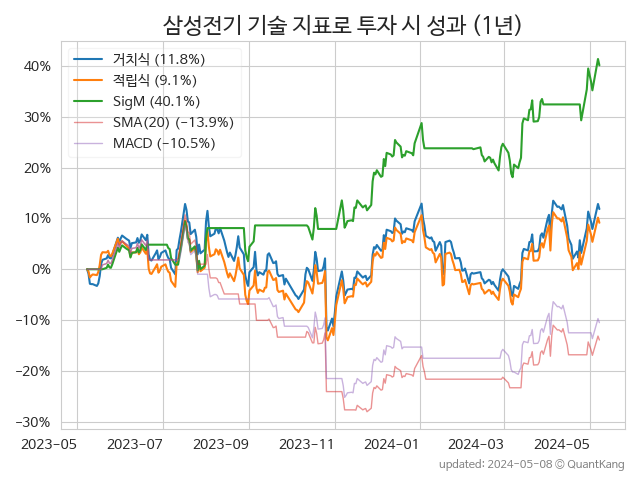 삼성전기 기술 지표로 투자 시 성과 (1년)
거치식 (11.8%)
적립식 (9.1%)
SigM (40.1%)
SMA(20) (−13.9%)
MACD (−10.5%)
40%
30%
20%
10%
0%
−10%
−20%
−30%
2023-05 2023-07 2023-09 2023-11 2024-01 2024-03 2024-05
updated: 2024-05-08 © QuantKang